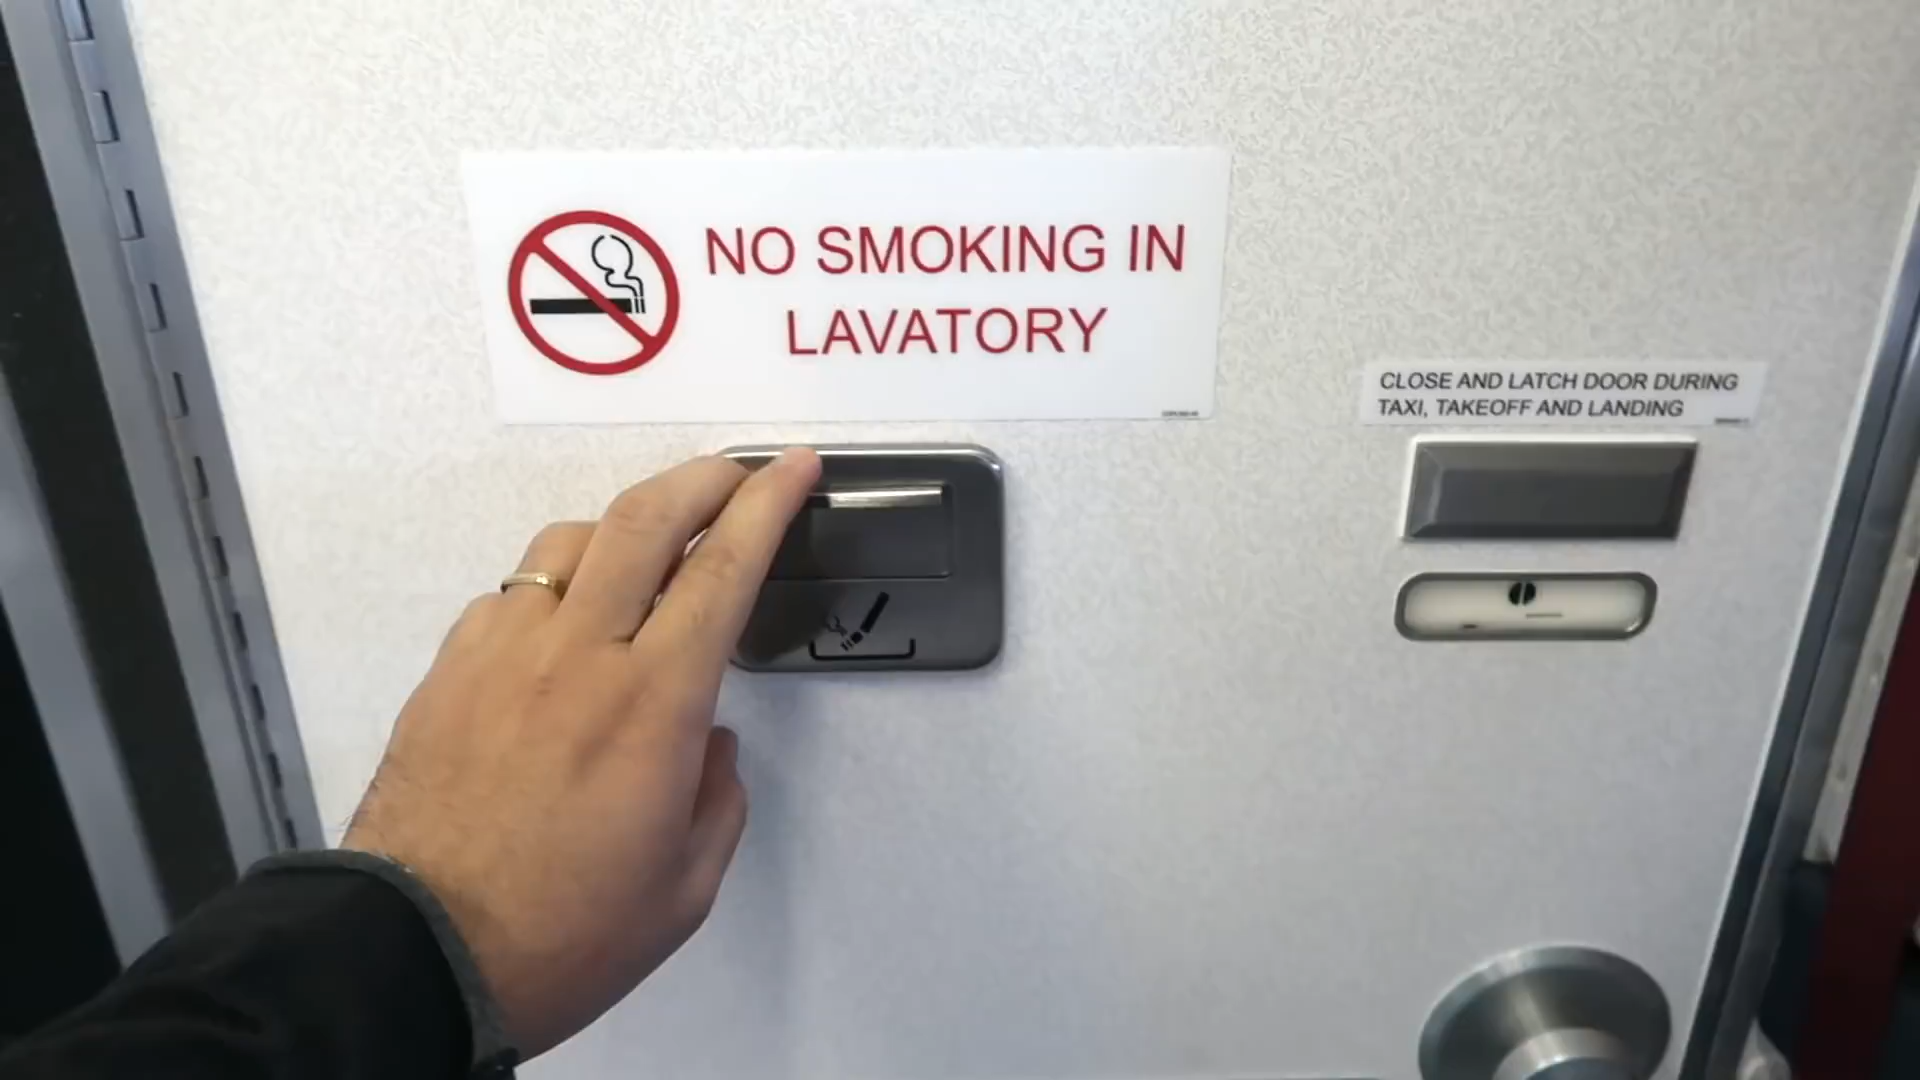 NO SMOKING IN
LAVATORY
CLOSE AND LATCH DOOR DURING
TAXI, TAKEOFF AND LANDING